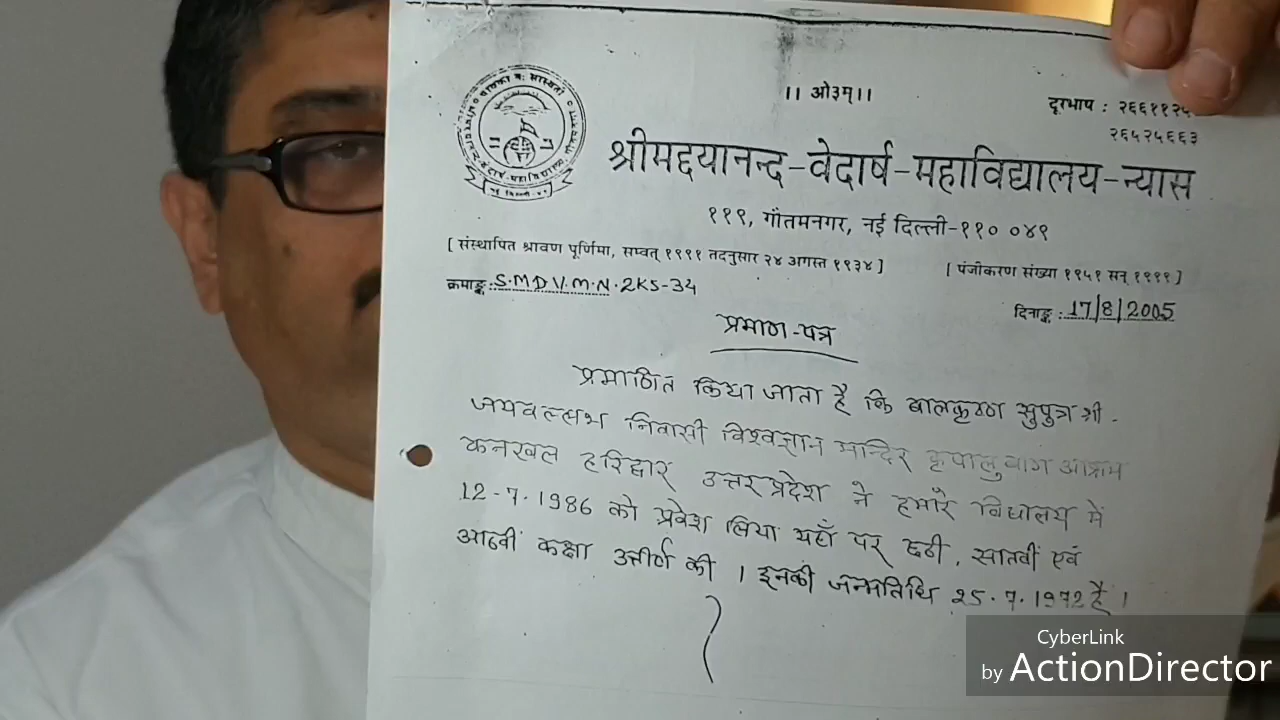 ।। ओ३म्।।
दूरभाष : २६६११२५
२६५२५६६३
श्रीमद्दयानन्द-वेदार्ष-महाविद्यालय-न्यास
११९, गौतमनगर, नई दिल्ली-११० ०४९
[ संस्थापित श्रावण पूर्णिमा, सम्वत् १९९१ तदनुसार २४ अगस्त १९३४ ] [ पंजीकरण संख्या १९५१ सन् १९९९ ]
क्रमाङ्क : S.M.D.V.M.N.2K5-34
दिनाङ्क : 17/8/2005
प्रमाण-पत्र
प्रमाणित किया जाता है कि बालकृष्ण सुपुत्र श्री.
जयवल्लभ निवासी विश्वज्ञान मन्दिर कृपालुबाग आश्रम
कनखल हरिद्वार उत्तर प्रदेश ने हमारे विद्यालय में
12-7-1986 को प्रवेश लिया यहाँ पर छठी, सातवीं एवं
आठवीं कक्षा उत्तीर्ण की । इनकी जन्मतिथि 25.7.1972 है ।
CyberLink
by ActionDirector